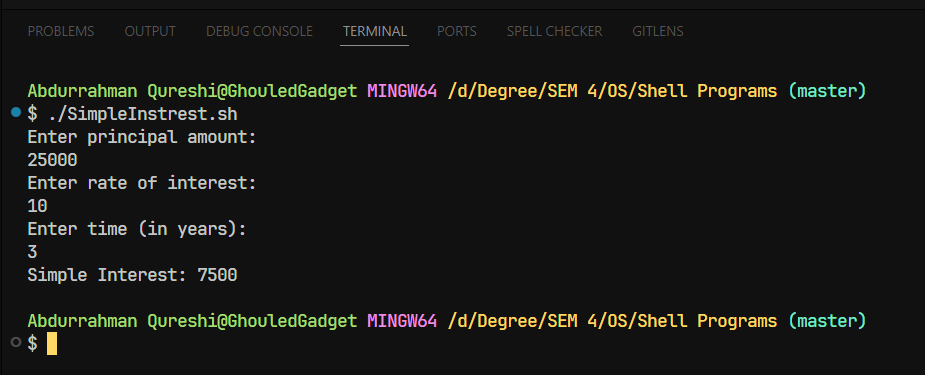 PROBLEMS OUTPUT DEBUG CONSOLE TERMINAL PORTS SPELL CHECKER GITLENS
Abdurrahman Qureshi@GhouledGadget MINGW64 /d/Degree/SEM 4/OS/Shell Programs (master)
$ ./SimpleInstrest.sh
Enter principal amount:
25000
Enter rate of interest:
10
Enter time (in years):
3
Simple Interest: 7500
Abdurrahman Qureshi@GhouledGadget MINGW64 /d/Degree/SEM 4/OS/Shell Programs (master)
$